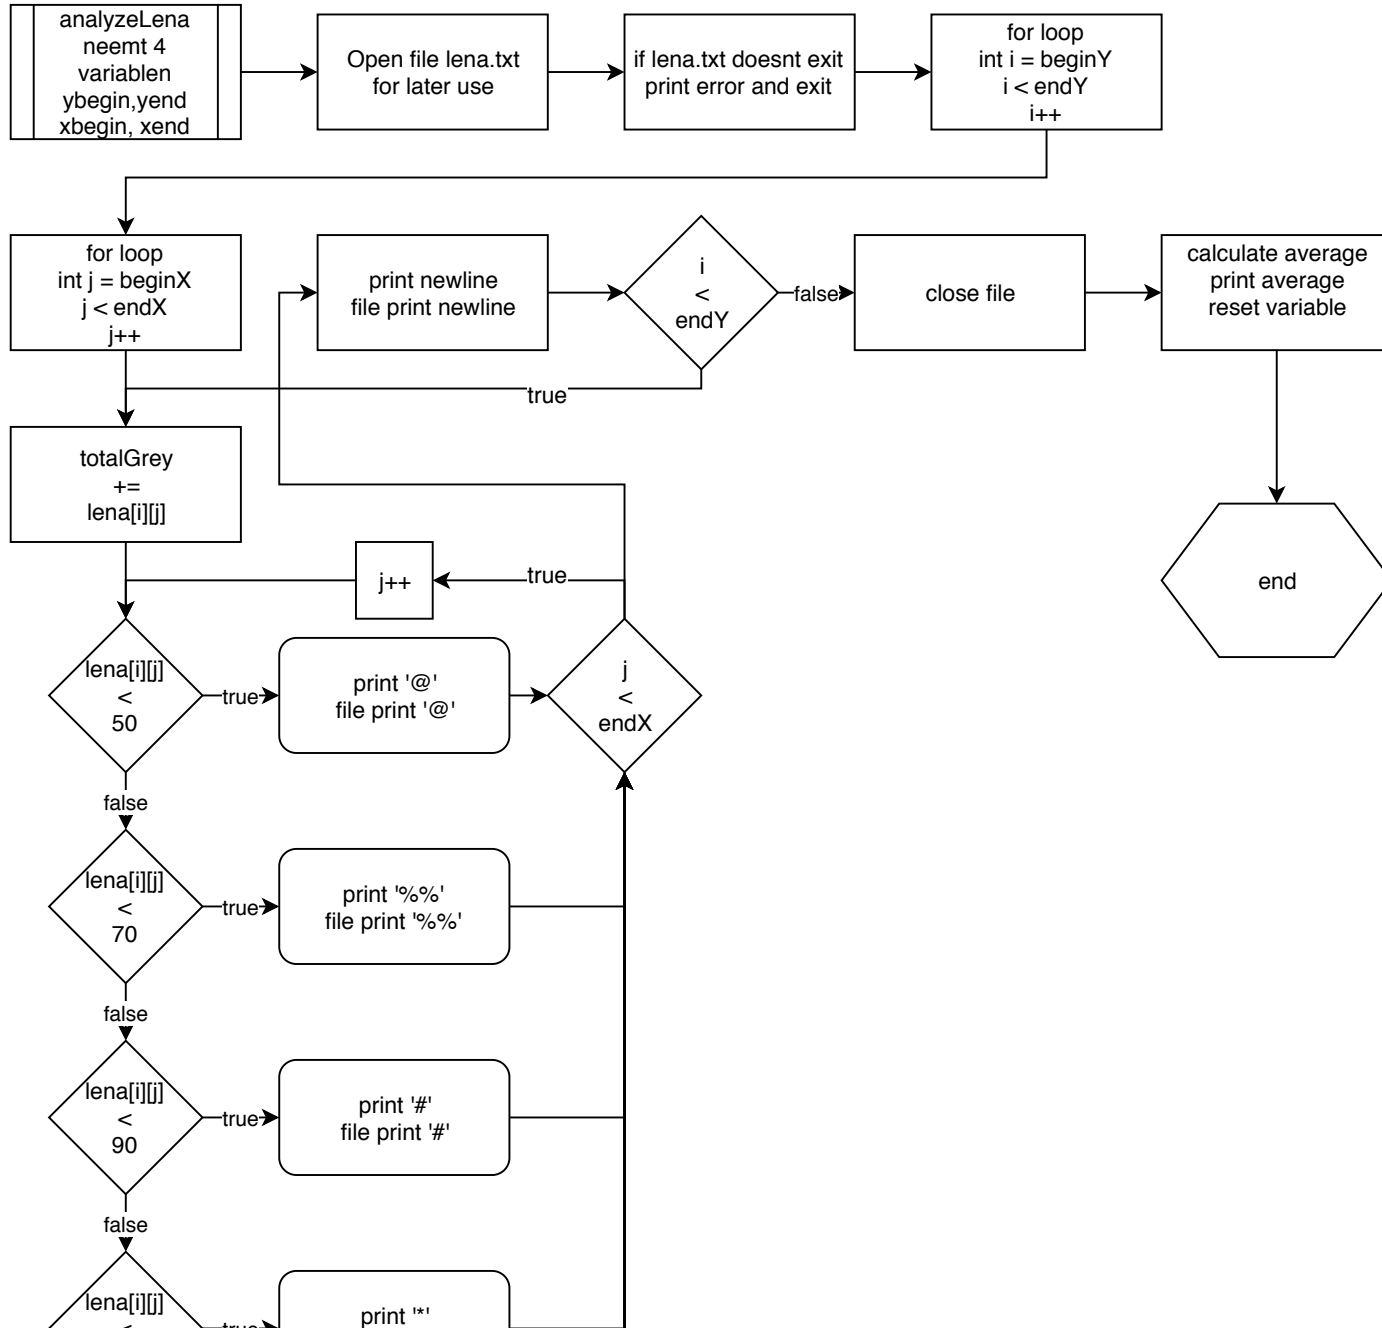 analyzeLena
neemt 4
variablen
ybegin,yend
xbegin, xend
Open file lena.txt
for later use
if lena.txt doesnt exit
print error and exit
for loop
int i = beginY
i < endY
i++
for loop
int j = beginX
j < endX
j++
print newline
file print newline
i
<
endY
false
close file
calculate average
print average
reset variable
true
totalGrey
+=
lena[i][j]
j++
true
end
lena[i][j]
<
50
true
print '@'
file print '@'
j
<
endX
false
lena[i][j]
<
70
true
print '%%'
file print '%%'
false
lena[i][j]
<
90
true
print '#'
file print '#'
false
lena[i][j]
<
true
print '*'